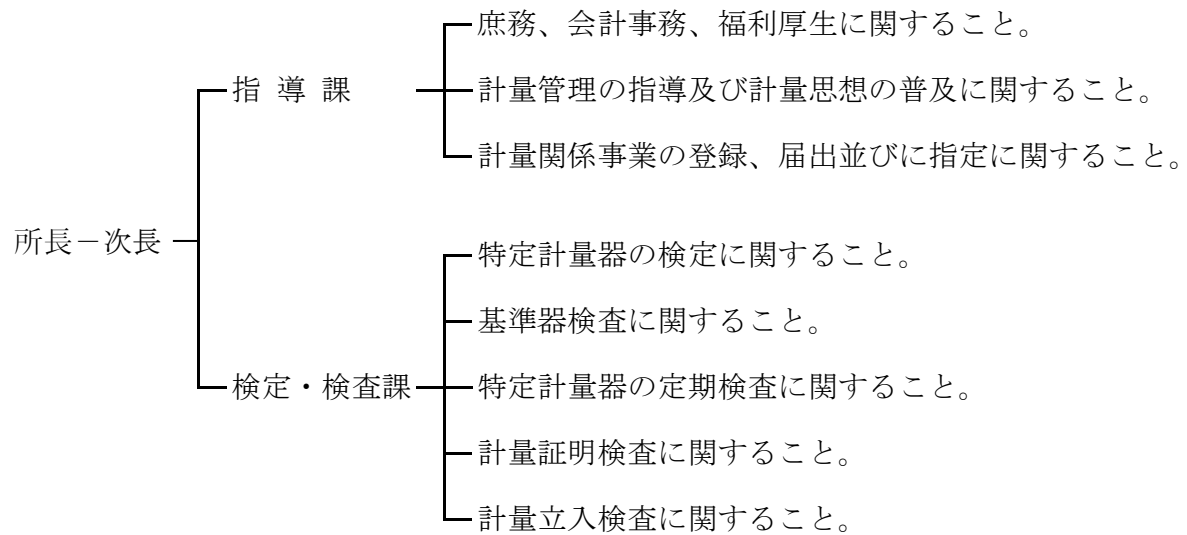 庶務、会計事務、福利厚生に関すること。
指 導 課
計量管理の指導及び計量思想の普及に関すること。
計量関係事業の登録、届出並びに指定に関すること。
所長－次長
特定計量器の検定に関すること。
基準器検査に関すること。
検定・検査課
特定計量器の定期検査に関すること。
計量証明検査に関すること。
計量立入検査に関すること。